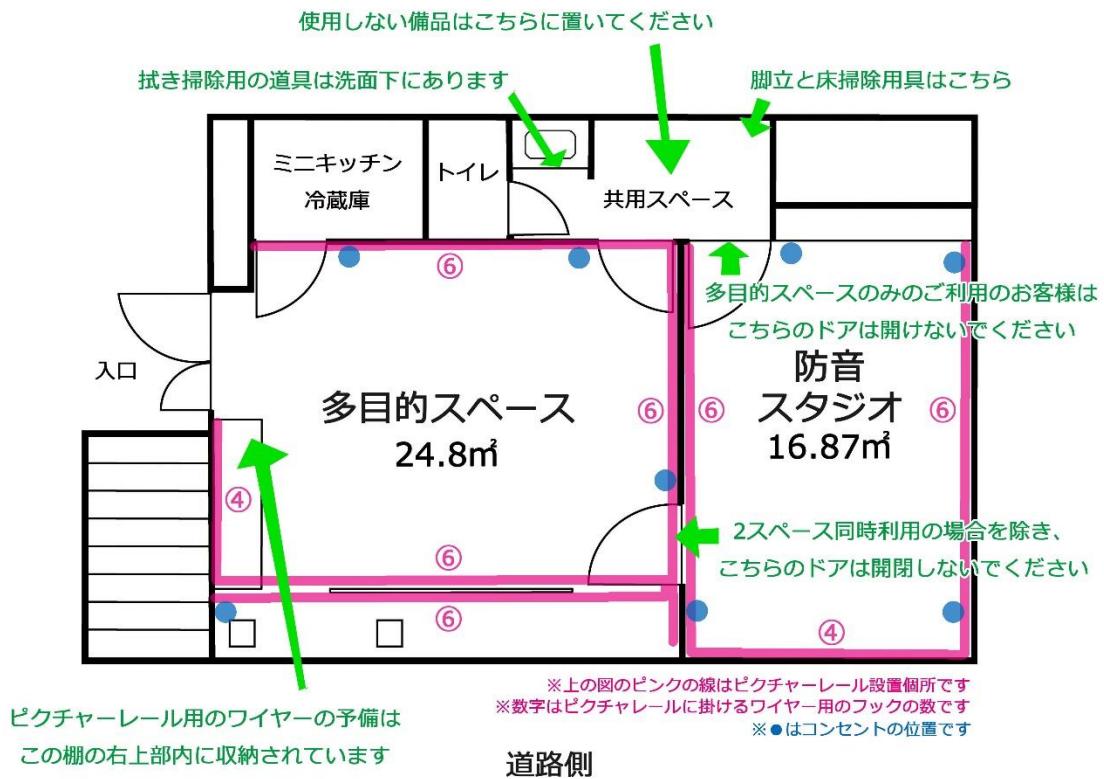 使用しない備品はこちらに置いてください
拭き掃除用の道具は洗面下にあります
脚立と床掃除用具はこちら
ミニキッチン
冷蔵庫
トイレ
共用スペース
⑥
多目的スペースのみのご利用のお客様は
こちらのドアは開けないでください
入口
多目的スペース
24.8㎡
⑥
⑥
防音
スタジオ
16.87㎡
⑥
④
2スペース同時利用の場合を除き、
こちらのドアは開閉しないでください
⑥
⑥
④
※上の図のピンクの線はピクチャーレール設置個所です
※数字はピクチャレールに掛けるワイヤー用のフックの数です
※●はコンセントの位置です
ピクチャーレール用のワイヤーの予備は
この棚の右上部内に収納されています
道路側